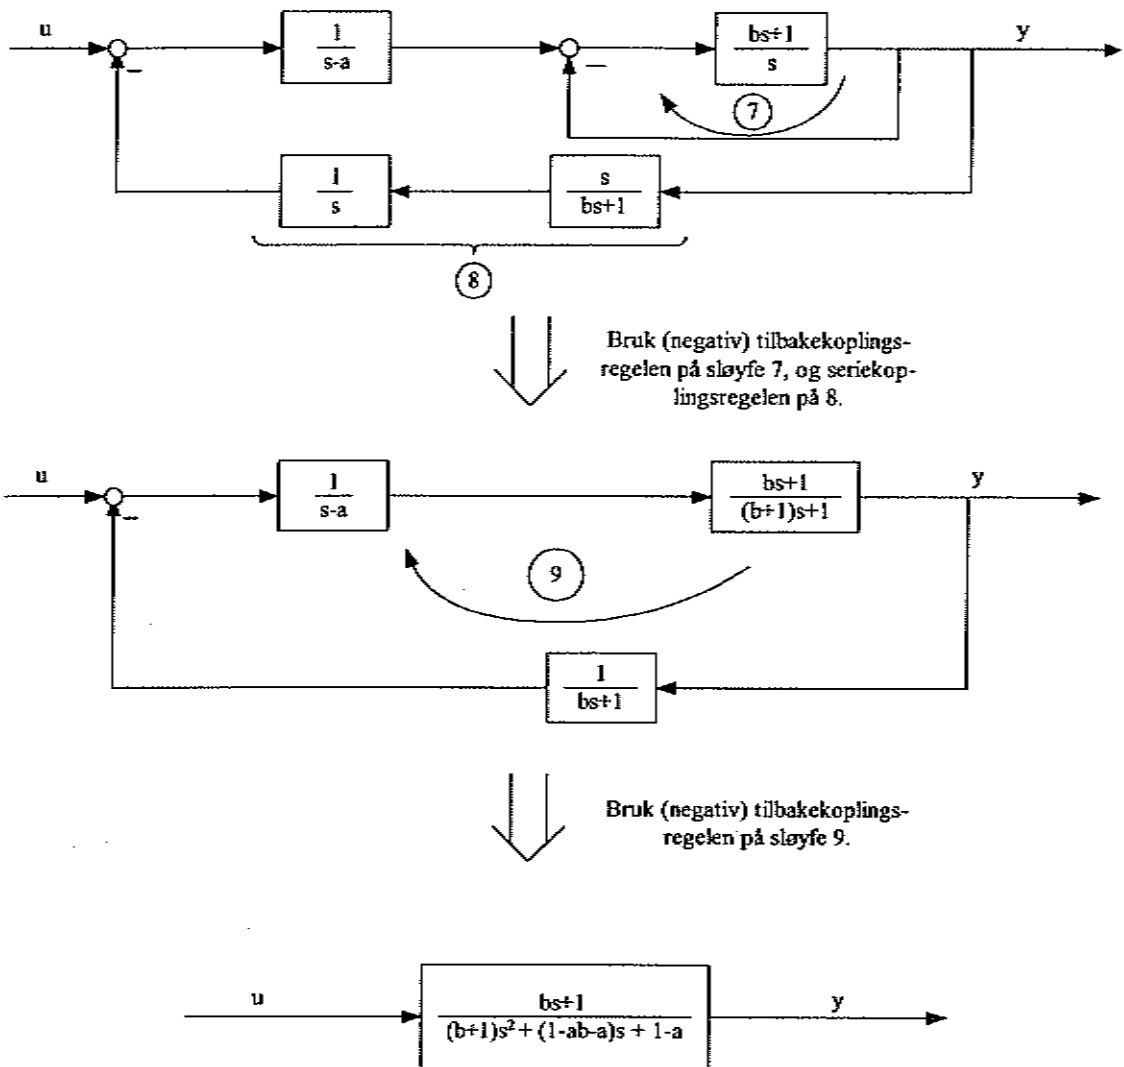 u
1
s-a
bs+1
s
y
−
−
7
1
s
s
bs+1
8
Bruk (negativ) tilbakekoplings-
regelen på sløyfe 7, og seriekop-
lingsregelen på 8.
u
1
s-a
bs+1
(b+1)s+1
y
−
9
1
bs+1
Bruk (negativ) tilbakekoplings-
regelen på sløyfe 9.
u
bs+1
(b+1)s² + (1-ab-a)s + 1-a
y